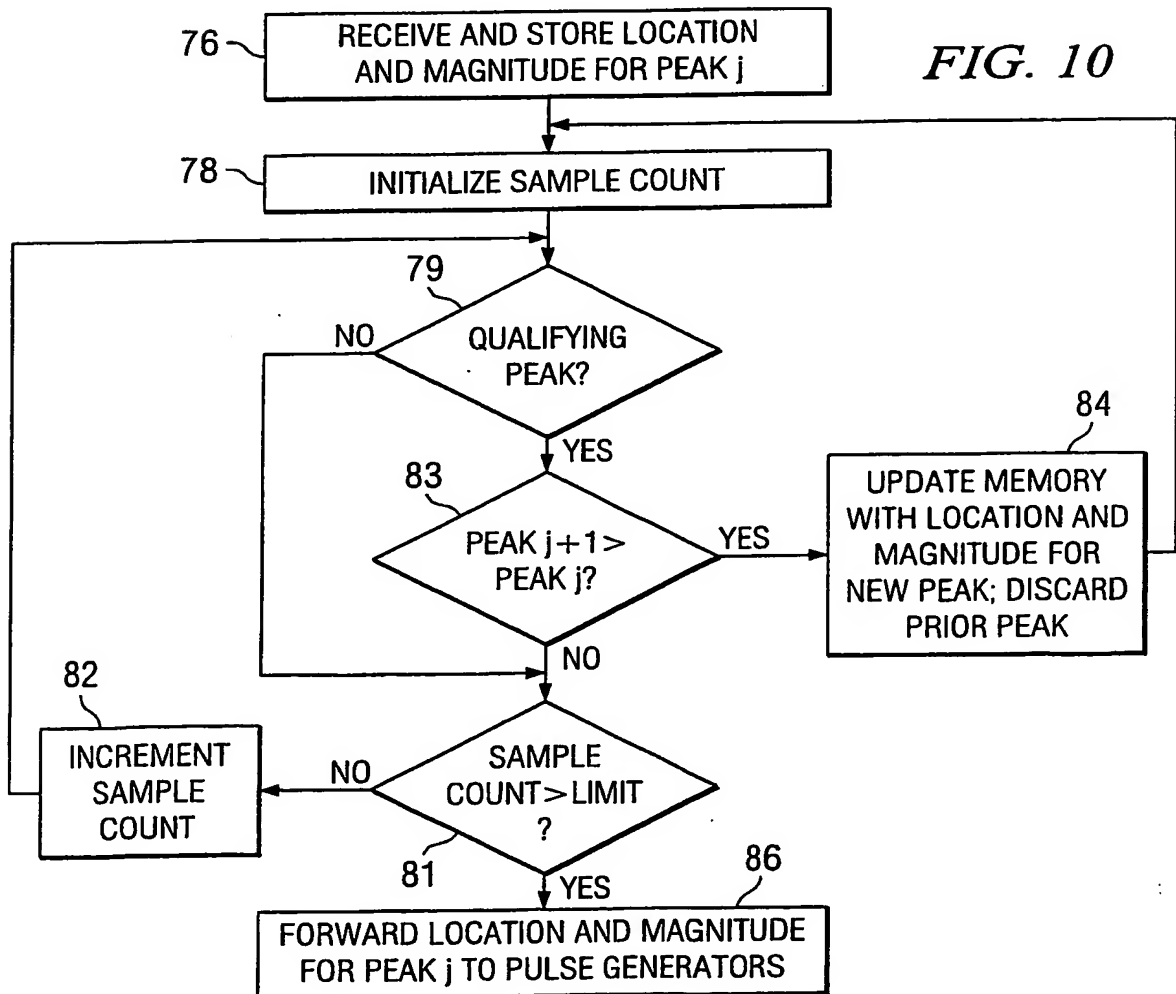 FIG. 10
76
RECEIVE AND STORE LOCATION
AND MAGNITUDE FOR PEAK j
78
INITIALIZE SAMPLE COUNT
79
NO
QUALIFYING
PEAK?
YES
83
PEAK j+1>
PEAK j?
YES
84
UPDATE MEMORY
WITH LOCATION AND
MAGNITUDE FOR
NEW PEAK; DISCARD
PRIOR PEAK
NO
82
INCREMENT
SAMPLE
COUNT
NO
SAMPLE
COUNT>LIMIT
?
81
YES
86
FORWARD LOCATION AND MAGNITUDE
FOR PEAK j TO PULSE GENERATORS